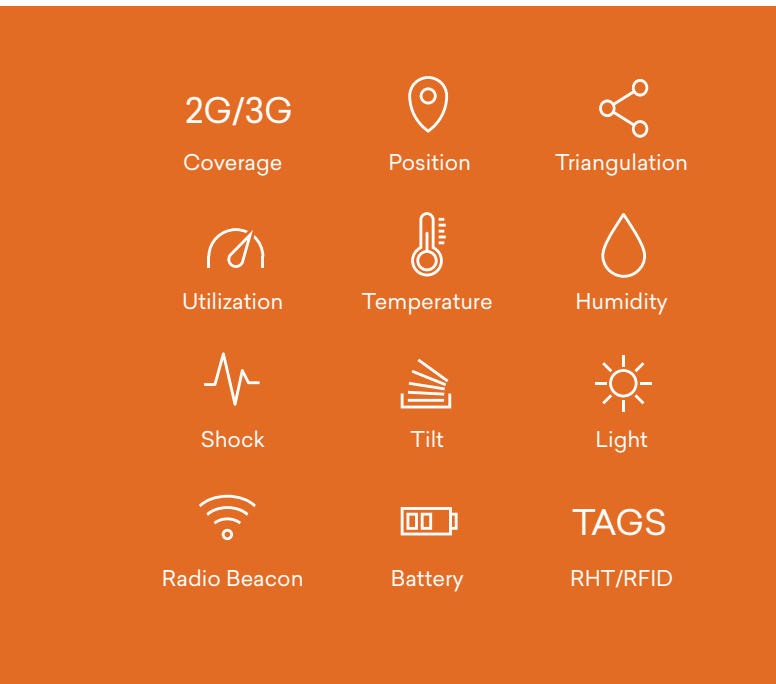 2G/3G
Coverage
Position
Triangulation
Utilization
Temperature
Humidity
Shock
Tilt
Light
Radio Beacon
Battery
TAGS
RHT/RFID